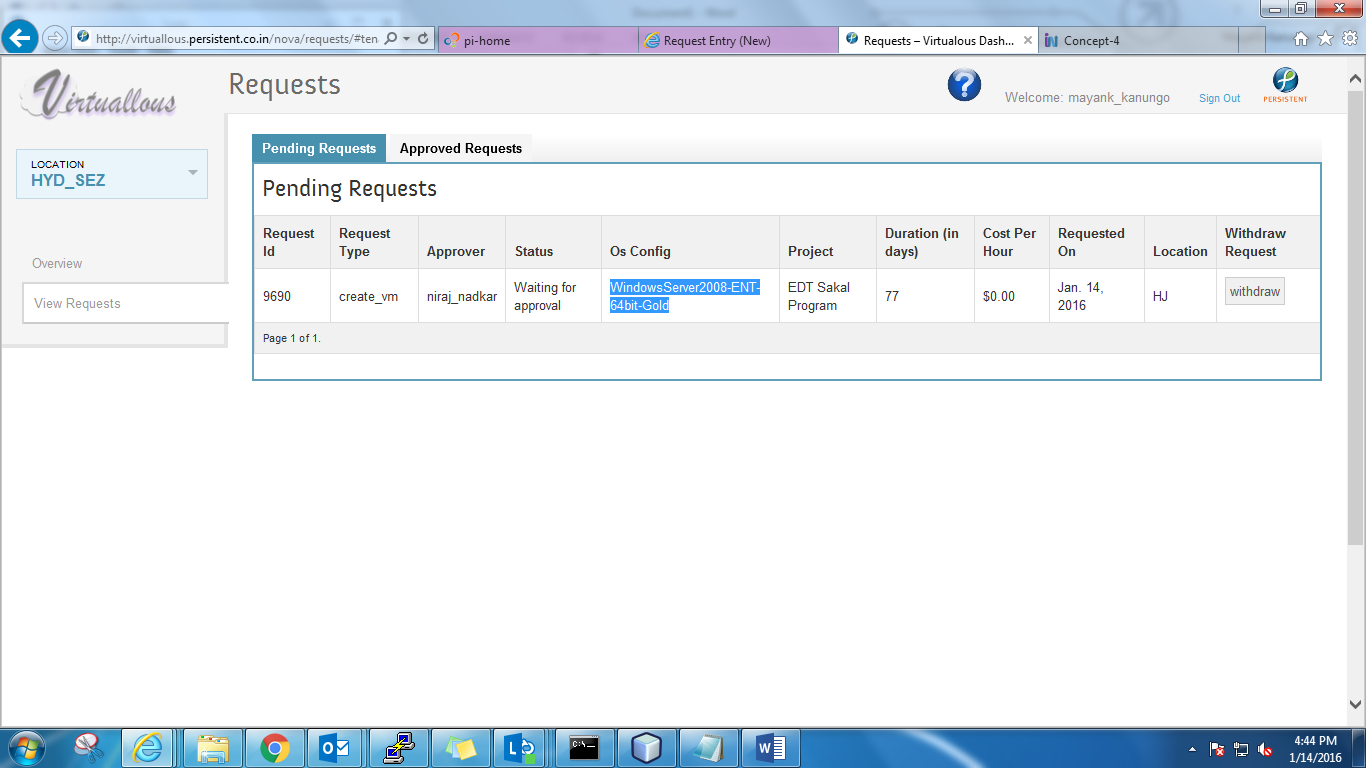 http://virtuallous.persistent.co.in/nova/requests/#ten
pi-home
Request Entry (New)
Requests – Virtualous Dash...
Concept-4
Virtuallous
Requests
Welcome: mayank_kanungo
Sign Out
PERSISTENT
LOCATION
HYD_SEZ
Overview
View Requests
Pending Requests
Approved Requests
Pending Requests
Request Id
Request Type
Approver
Status
Os Config
Project
Duration (in days)
Cost Per Hour
Requested On
Location
Withdraw Request
9690
create_vm
niraj_nadkar
Waiting for approval
WindowsServer2008-ENT-
64bit-Gold
EDT Sakal Program
77
$0.00
Jan. 14, 2016
HJ
withdraw
Page 1 of 1.
4:44 PM
1/14/2016